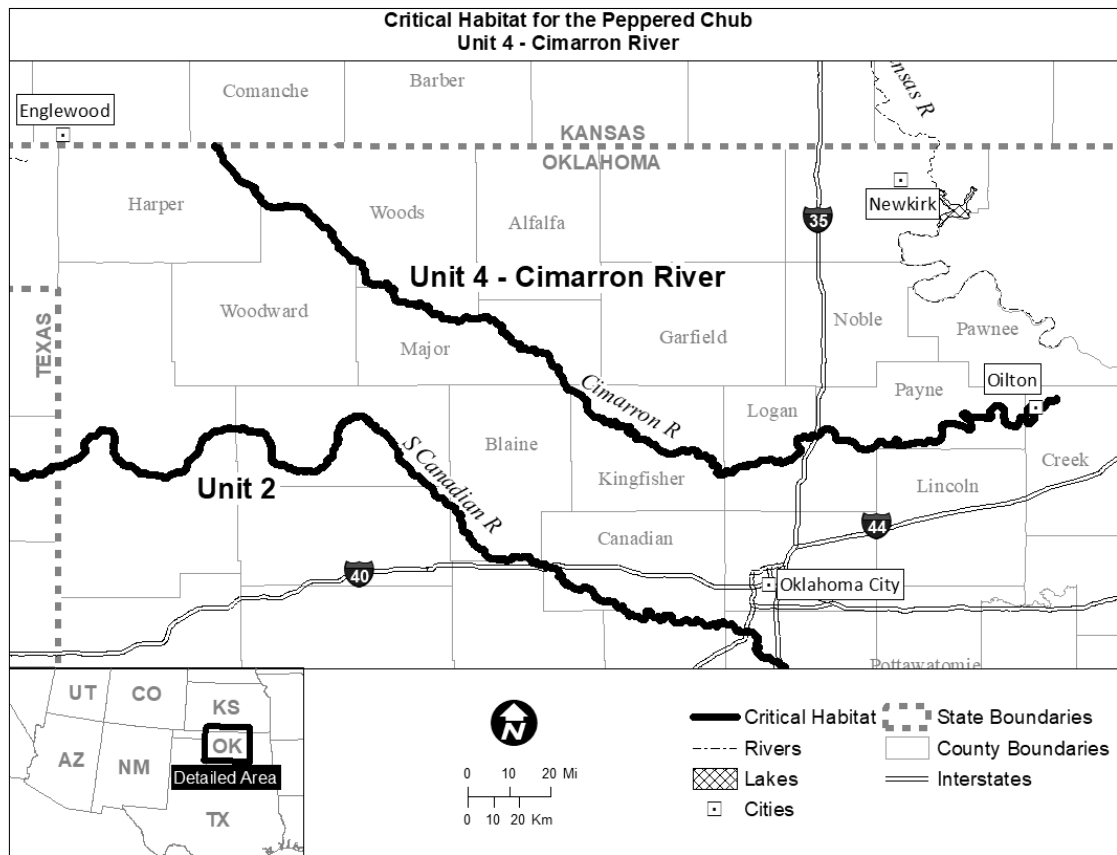 Critical Habitat for the Peppered Chub
Unit 4 - Cimarron River
Comanche
Barber
nsas R
Englewood
KANSAS
OKLAHOMA
Harper
Woods
Alfalfa
35
Newkirk
Unit 4 - Cimarron River
Woodward
Major
Garfield
Noble
Pawnee
TEXAS
Cimarron R
Logan
Payne
Oilton
S Canadian R
Blaine
Unit 2
Kingfisher
Creek
Lincoln
Canadian
44
40
Oklahoma City
Pottawatomie
UT
CO
KS
OK
AZ
NM
Detailed Area
TX
N
0 10 20 Mi
0 10 20 Km
Critical Habitat
Rivers
Lakes
Cities
State Boundaries
County Boundaries
Interstates